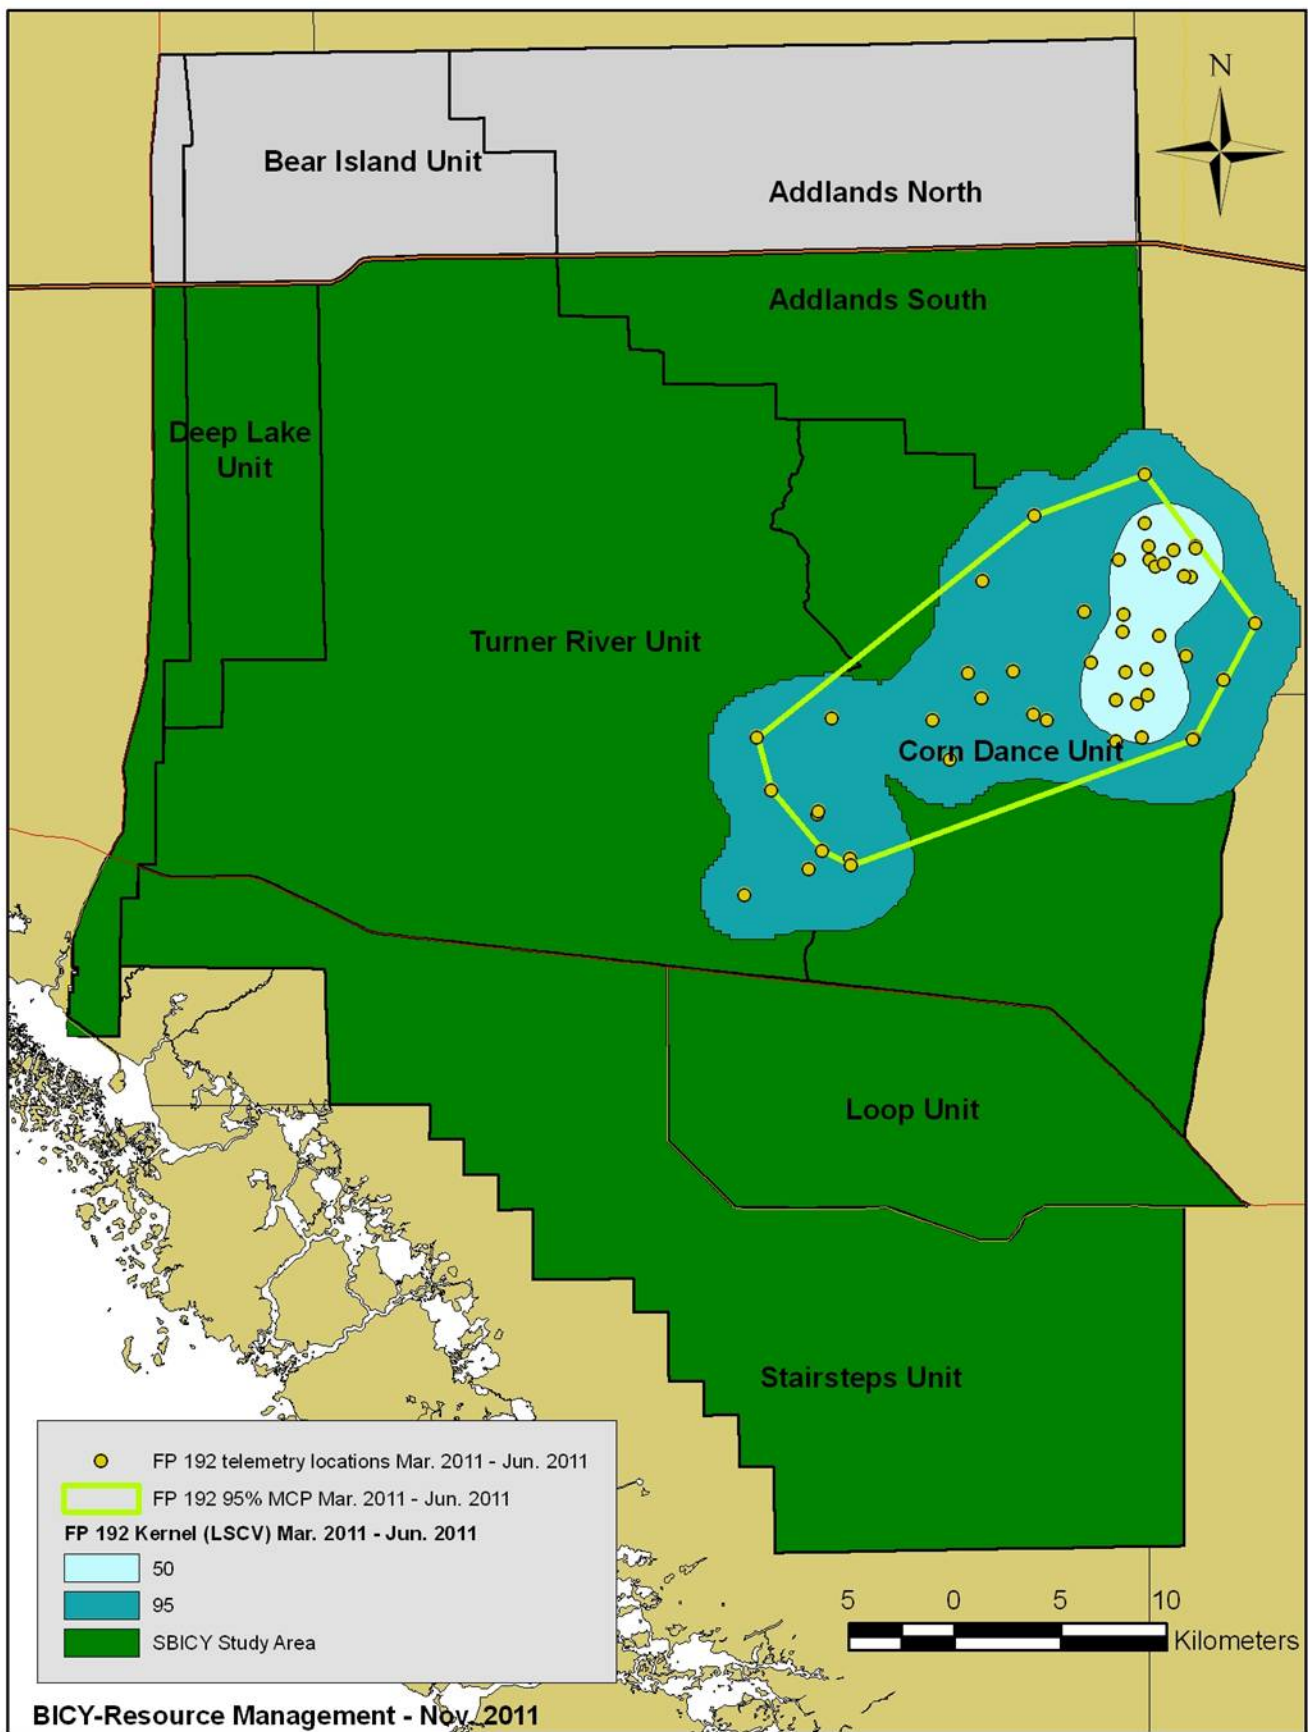 N
Bear Island Unit
Addlands North
Addlands South
Deep Lake
Unit
Turner River Unit
Corn Dance Unit
Loop Unit
Stairsteps Unit
FP 192 telemetry locations Mar. 2011 - Jun. 2011
FP 192 95% MCP Mar. 2011 - Jun. 2011
FP 192 Kernel (LSCV) Mar. 2011 - Jun. 2011
50
95
SBICY Study Area
5 0 5 10
Kilometers
BICY-Resource Management - Nov. 2011